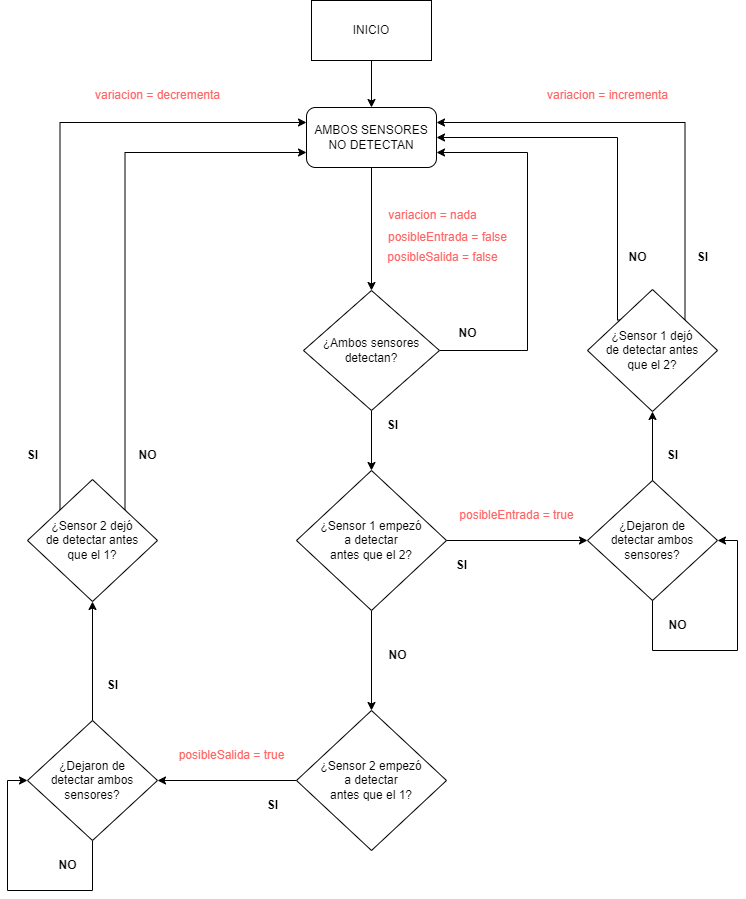 INICIO
variacion = decrementa
variacion = incrementa
AMBOS SENSORES
NO DETECTAN
variacion = nada
posibleEntrada = false
posibleSalida = false
NO
SI
¿Ambos sensores
detectan?
NO
¿Sensor 1 dejó
de detectar antes
que el 2?
SI
SI
NO
SI
¿Sensor 2 dejó
de detectar antes
que el 1?
¿Sensor 1 empezó
a detectar
antes que el 2?
posibleEntrada = true
SI
¿Dejaron de
detectar ambos
sensores?
NO
NO
SI
¿Dejaron de
detectar ambos
sensores?
posibleSalida = true
SI
¿Sensor 2 empezó
a detectar
antes que el 1?
NO